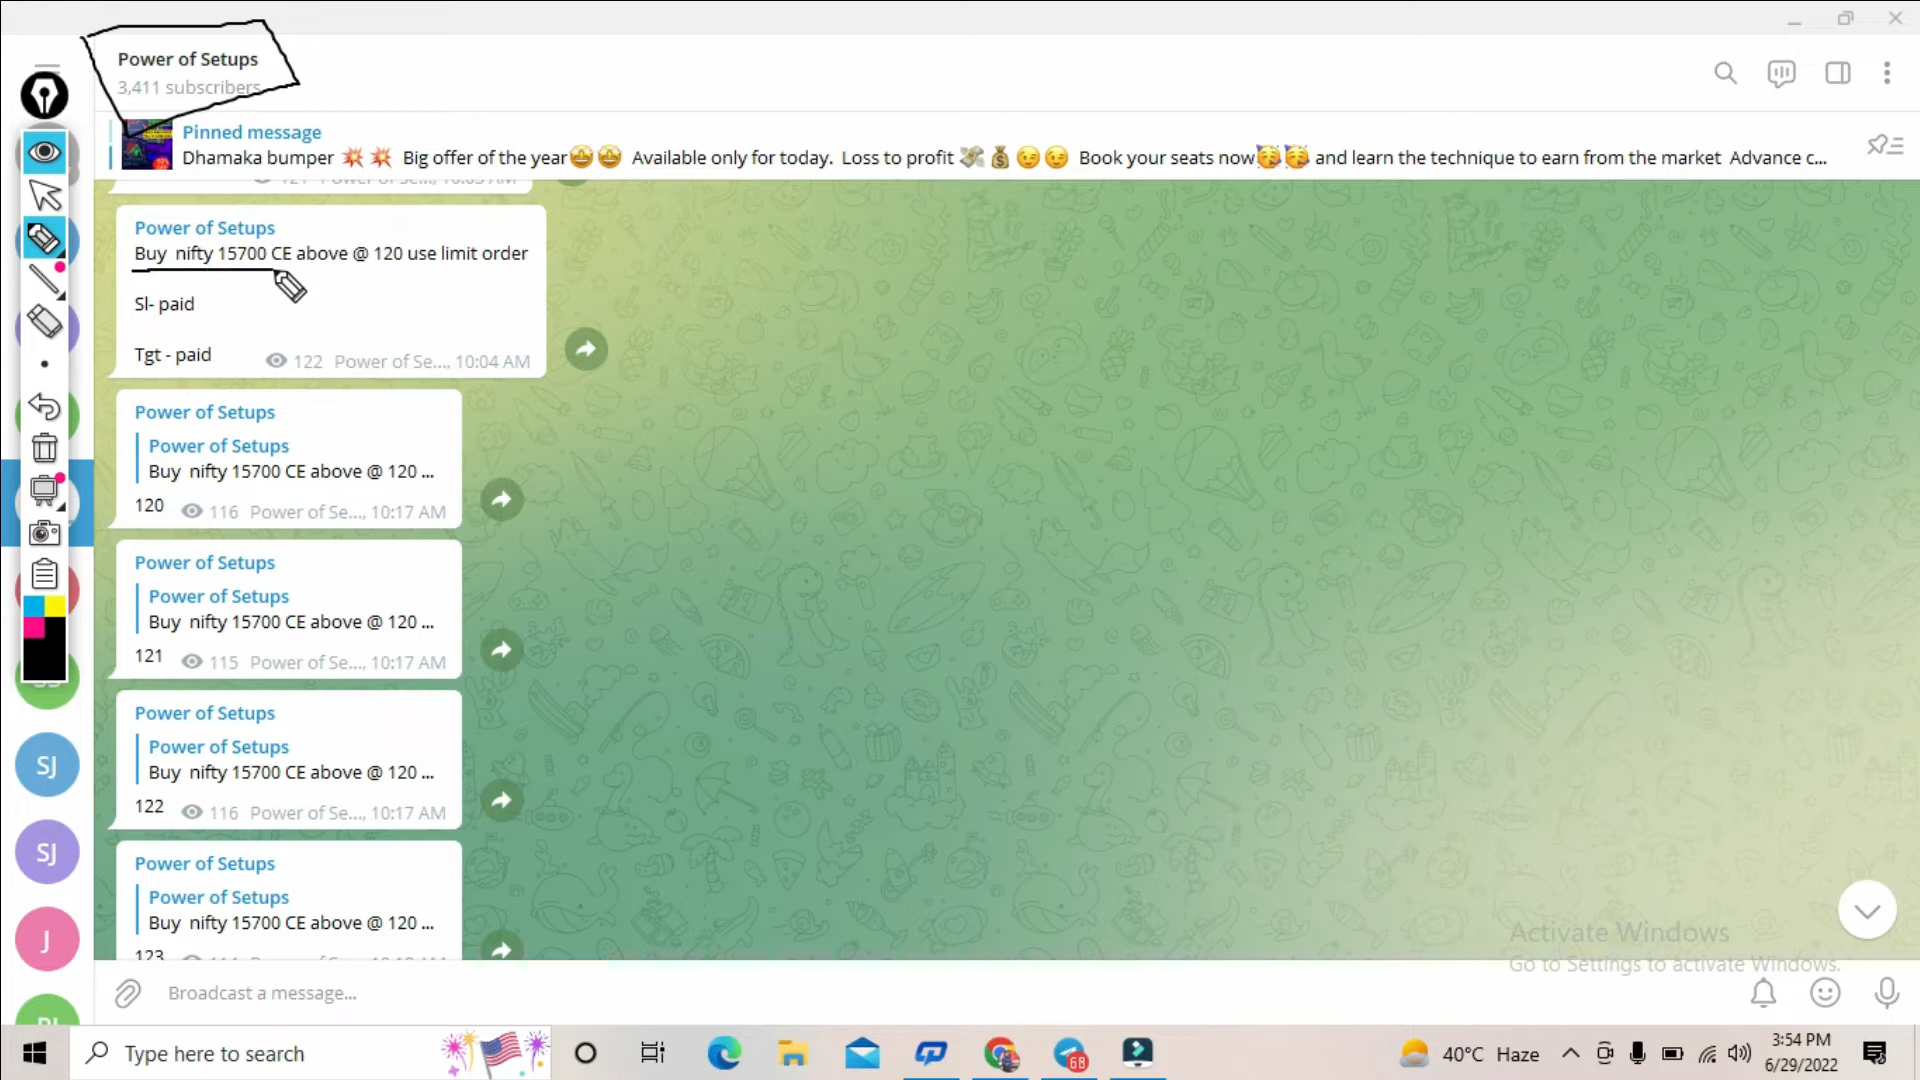 Power of Setups
3,411 subscribers
Pinned message
Dhamaka bumper 💥 💥 Big offer of the year🤩 🤩 Available only for today. Loss to profit 💸 💰 😉 😉 Book your seats now🥳 🥳 and learn the technique to earn from the market Advance c...
121 Power of Se..., 10:03 AM
Power of Setups
Buy nifty 15700 CE above @ 120 use limit order
Sl- paid
Tgt - paid
122 Power of Se..., 10:04 AM
Power of Setups
Power of Setups
Buy nifty 15700 CE above @ 120 ...
120 116 Power of Se..., 10:17 AM
Power of Setups
Power of Setups
Buy nifty 15700 CE above @ 120 ...
121 115 Power of Se..., 10:17 AM
Power of Setups
Power of Setups
Buy nifty 15700 CE above @ 120 ...
122 116 Power of Se..., 10:17 AM
Power of Setups
Power of Setups
Buy nifty 15700 CE above @ 120 ...
123
SJ
SJ
J
Activate Windows
Go to Settings to activate Windows.
Broadcast a message...
Type here to search
68
40°C Haze
3:54 PM
6/29/2022